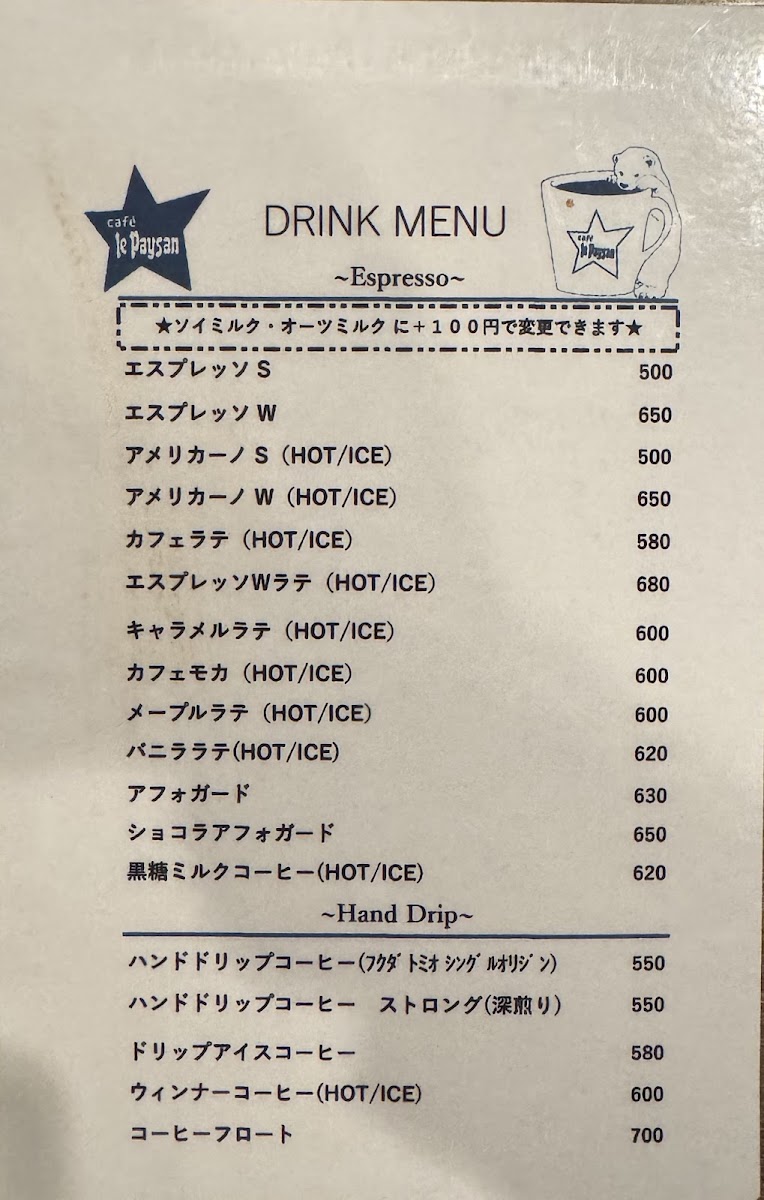 café
le Paysan
DRINK MENU
café
le Paysan
~Espresso~
★ソイミルク・オーツミルク に＋１００円で変更できます★
エスプレッソ S 500
エスプレッソ W 650
アメリカーノ S（HOT/ICE） 500
アメリカーノ W（HOT/ICE） 650
カフェラテ（HOT/ICE） 580
エスプレッソWラテ（HOT/ICE） 680
キャラメルラテ（HOT/ICE） 600
カフェモカ（HOT/ICE） 600
メープルラテ（HOT/ICE） 600
バニララテ(HOT/ICE) 620
アフォガード 630
ショコラアフォガード 650
黒糖ミルクコーヒー(HOT/ICE) 620
~Hand Drip~
ハンドドリップコーヒー(ﾌｸﾀﾞﾄﾐｵ ｼﾝｸﾞﾙｵﾘｼﾞﾝ) 550
ハンドドリップコーヒー　ストロング(深煎り) 550
ドリップアイスコーヒー 580
ウィンナーコーヒー(HOT/ICE) 600
コーヒーフロート 700